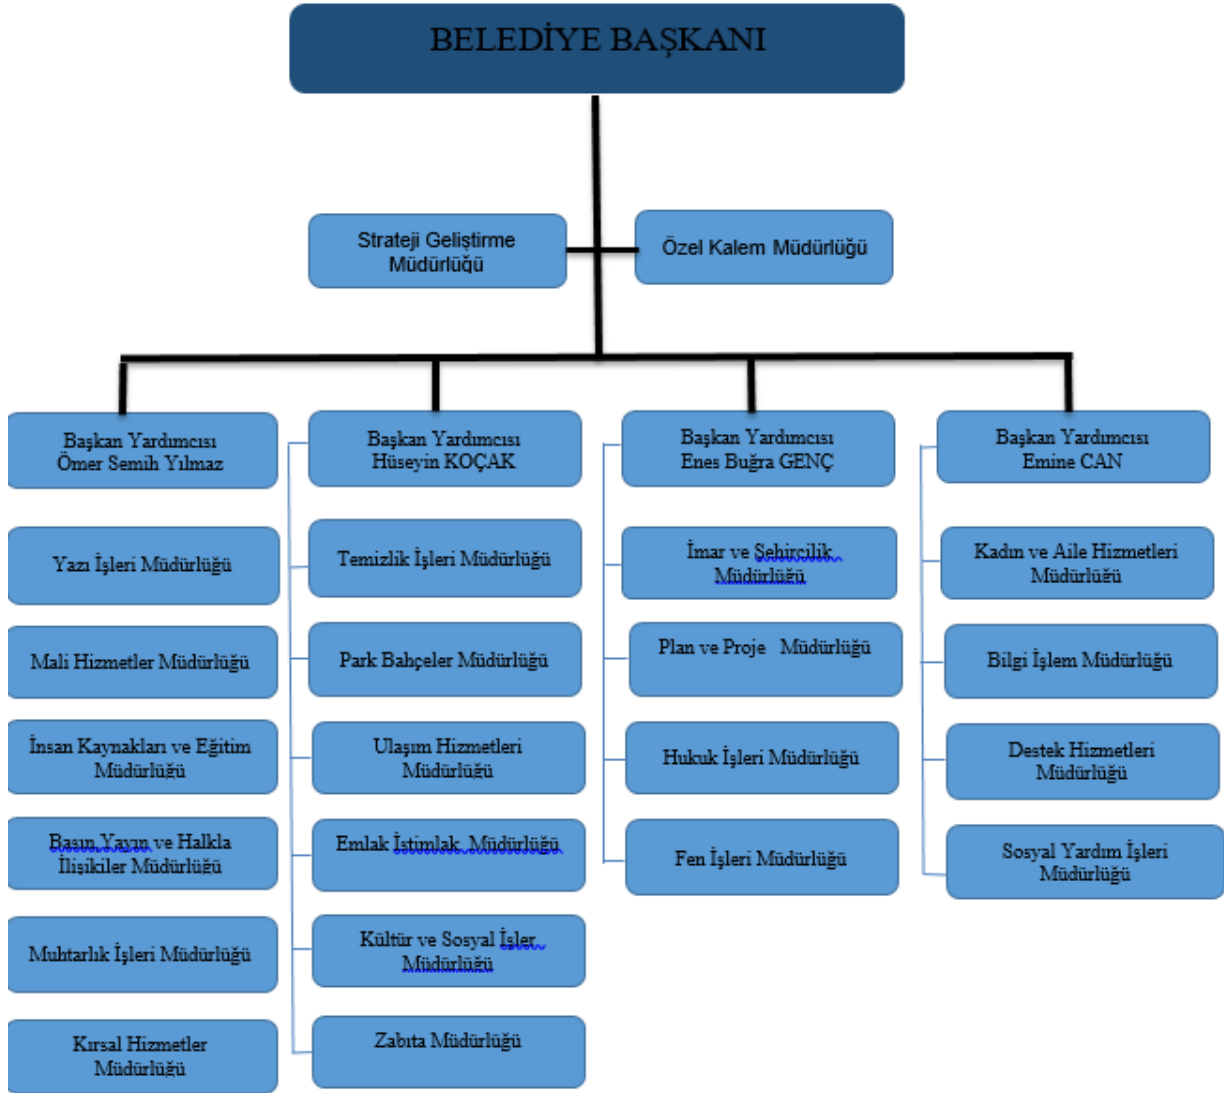 BELEDİYE BAŞKANI
Strateji Geliştirme
Müdürlüğü
Özel Kalem Müdürlüğü
Başkan Yardımcısı
Ömer Semih Yılmaz
Yazı İşleri Müdürlüğü
Mali Hizmetler Müdürlüğü
İnsan Kaynakları ve Eğitim
Müdürlüğü
Basın Yayın ve Halkla
İlişikiler Müdürlüğü
Muhtarlık İşleri Müdürlüğü
Kırsal Hizmetler
Müdürlüğü
Başkan Yardımcısı
Hüseyin KOÇAK
Temizlik İşleri Müdürlüğü
Park Bahçeler Müdürlüğü
Ulaşım Hizmetleri
Müdürlüğü
Emlak İstimlak Müdürlüğü
Kültür ve Sosyal İşler
Müdürlüğü
Zabıta Müdürlüğü
Başkan Yardımcısı
Enes Buğra GENÇ
İmar ve Şehircilik
Müdürlüğü
Plan ve Proje Müdürlüğü
Hukuk İşleri Müdürlüğü
Fen İşleri Müdürlüğü
Başkan Yardımcısı
Emine CAN
Kadın ve Aile Hizmetleri
Müdürlüğü
Bilgi İşlem Müdürlüğü
Destek Hizmetleri
Müdürlüğü
Sosyal Yardım İşleri
Müdürlüğü